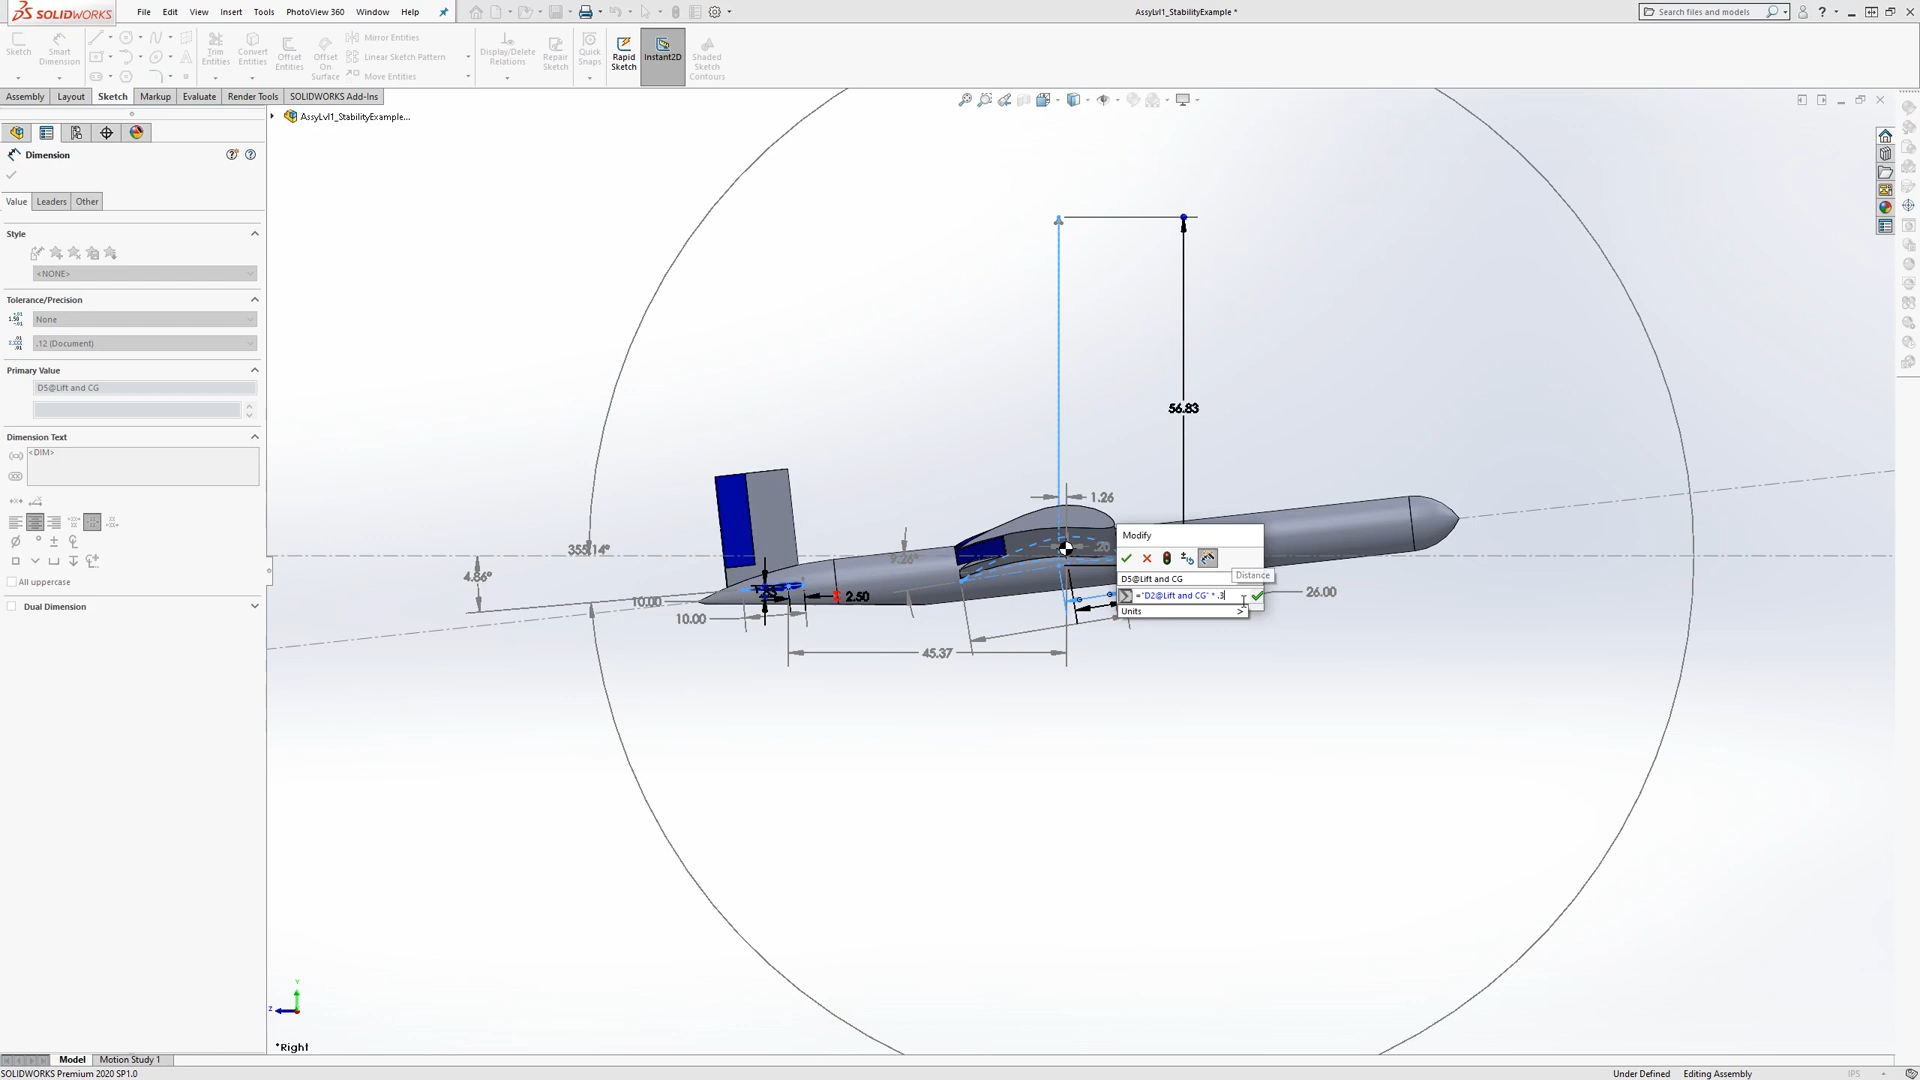 SOLIDWORKS
File Edit View Insert Tools PhotoView 360 Window Help
AssyLvl1_StabilityExample *
Search files and models
Sketch
Smart Dimension
Trim Entities
Convert Entities
Offset Entities
Offset On Surface
Mirror Entities
Linear Sketch Pattern
Move Entities
Display/Delete Relations
Repair Sketch
Quick Snaps
Rapid Sketch
Instant2D
Shaded Sketch Contours
Assembly Layout Sketch Markup Evaluate Render Tools SOLIDWORKS Add-Ins
AssyLvl1_StabilityExample...
Dimension
Value Leaders Other
Style
<NONE>
Tolerance/Precision
None
.12 (Document)
Primary Value
D5@Lift and CG
Dimension Text
<DIM>
All uppercase
Dual Dimension
56.83
1.26
.20
355.14°
9.26°
4.86°
10.00
2.50
10.00
45.37
26.00
Modify
D5@Lift and CG
Distance
="D2@Lift and CG" * .3
Units >
Y
Z
*Right
Model Motion Study 1
SOLIDWORKS Premium 2020 SP1.0
Under Defined Editing Assembly IPS